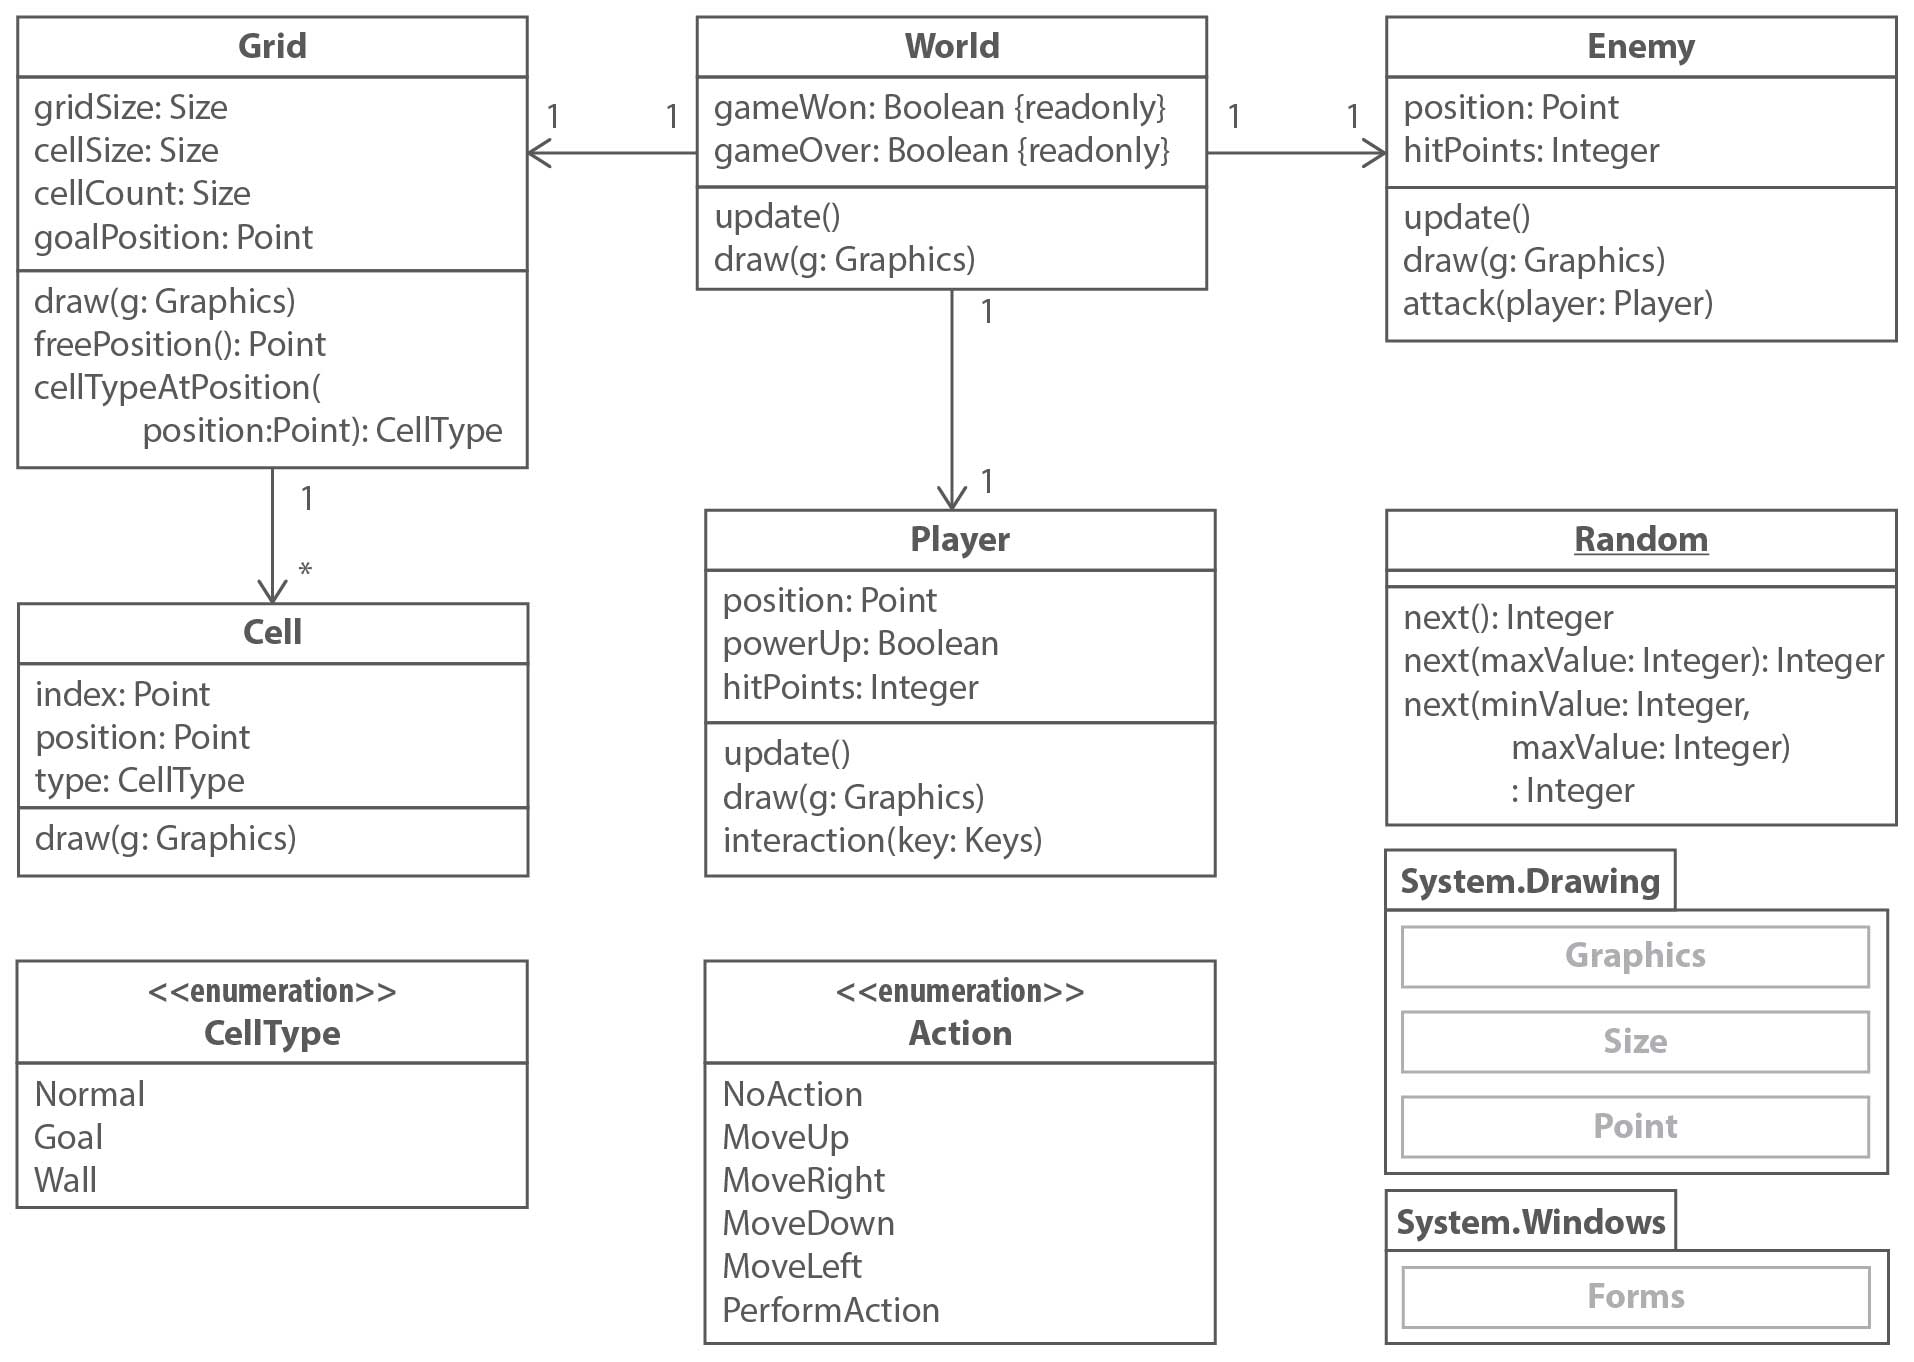 Grid
gridSize: Size
cellSize: Size
cellCount: Size
goalPosition: Point
draw(g: Graphics)
freePosition(): Point
cellTypeAtPosition(
position:Point): CellType
1
1
World
gameWon: Boolean {readonly}
gameOver: Boolean {readonly}
update()
draw(g: Graphics)
1
1
Enemy
position: Point
hitPoints: Integer
update()
draw(g: Graphics)
attack(player: Player)
1
*
1
1
Cell
index: Point
position: Point
type: CellType
draw(g: Graphics)
Player
position: Point
powerUp: Boolean
hitPoints: Integer
update()
draw(g: Graphics)
interaction(key: Keys)
Random
next(): Integer
next(maxValue: Integer): Integer
next(minValue: Integer,
maxValue: Integer)
: Integer
<<enumeration>>
CellType
Normal
Goal
Wall
<<enumeration>>
Action
NoAction
MoveUp
MoveRight
MoveDown
MoveLeft
PerformAction
System.Drawing
Graphics
Size
Point
System.Windows
Forms